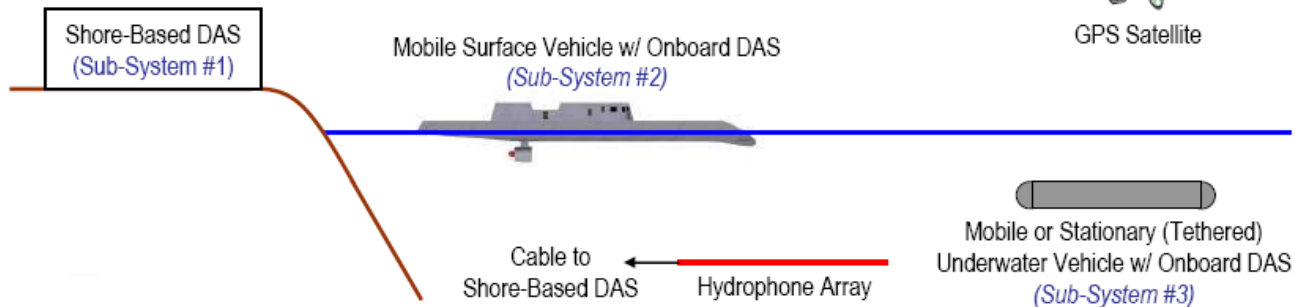 Shore-Based DAS
(Sub-System #1)
Mobile Surface Vehicle w/ Onboard DAS
(Sub-System #2)
GPS Satellite
Cable to
Shore-Based DAS
Hydrophone Array
Mobile or Stationary (Tethered)
Underwater Vehicle w/ Onboard DAS
(Sub-System #3)